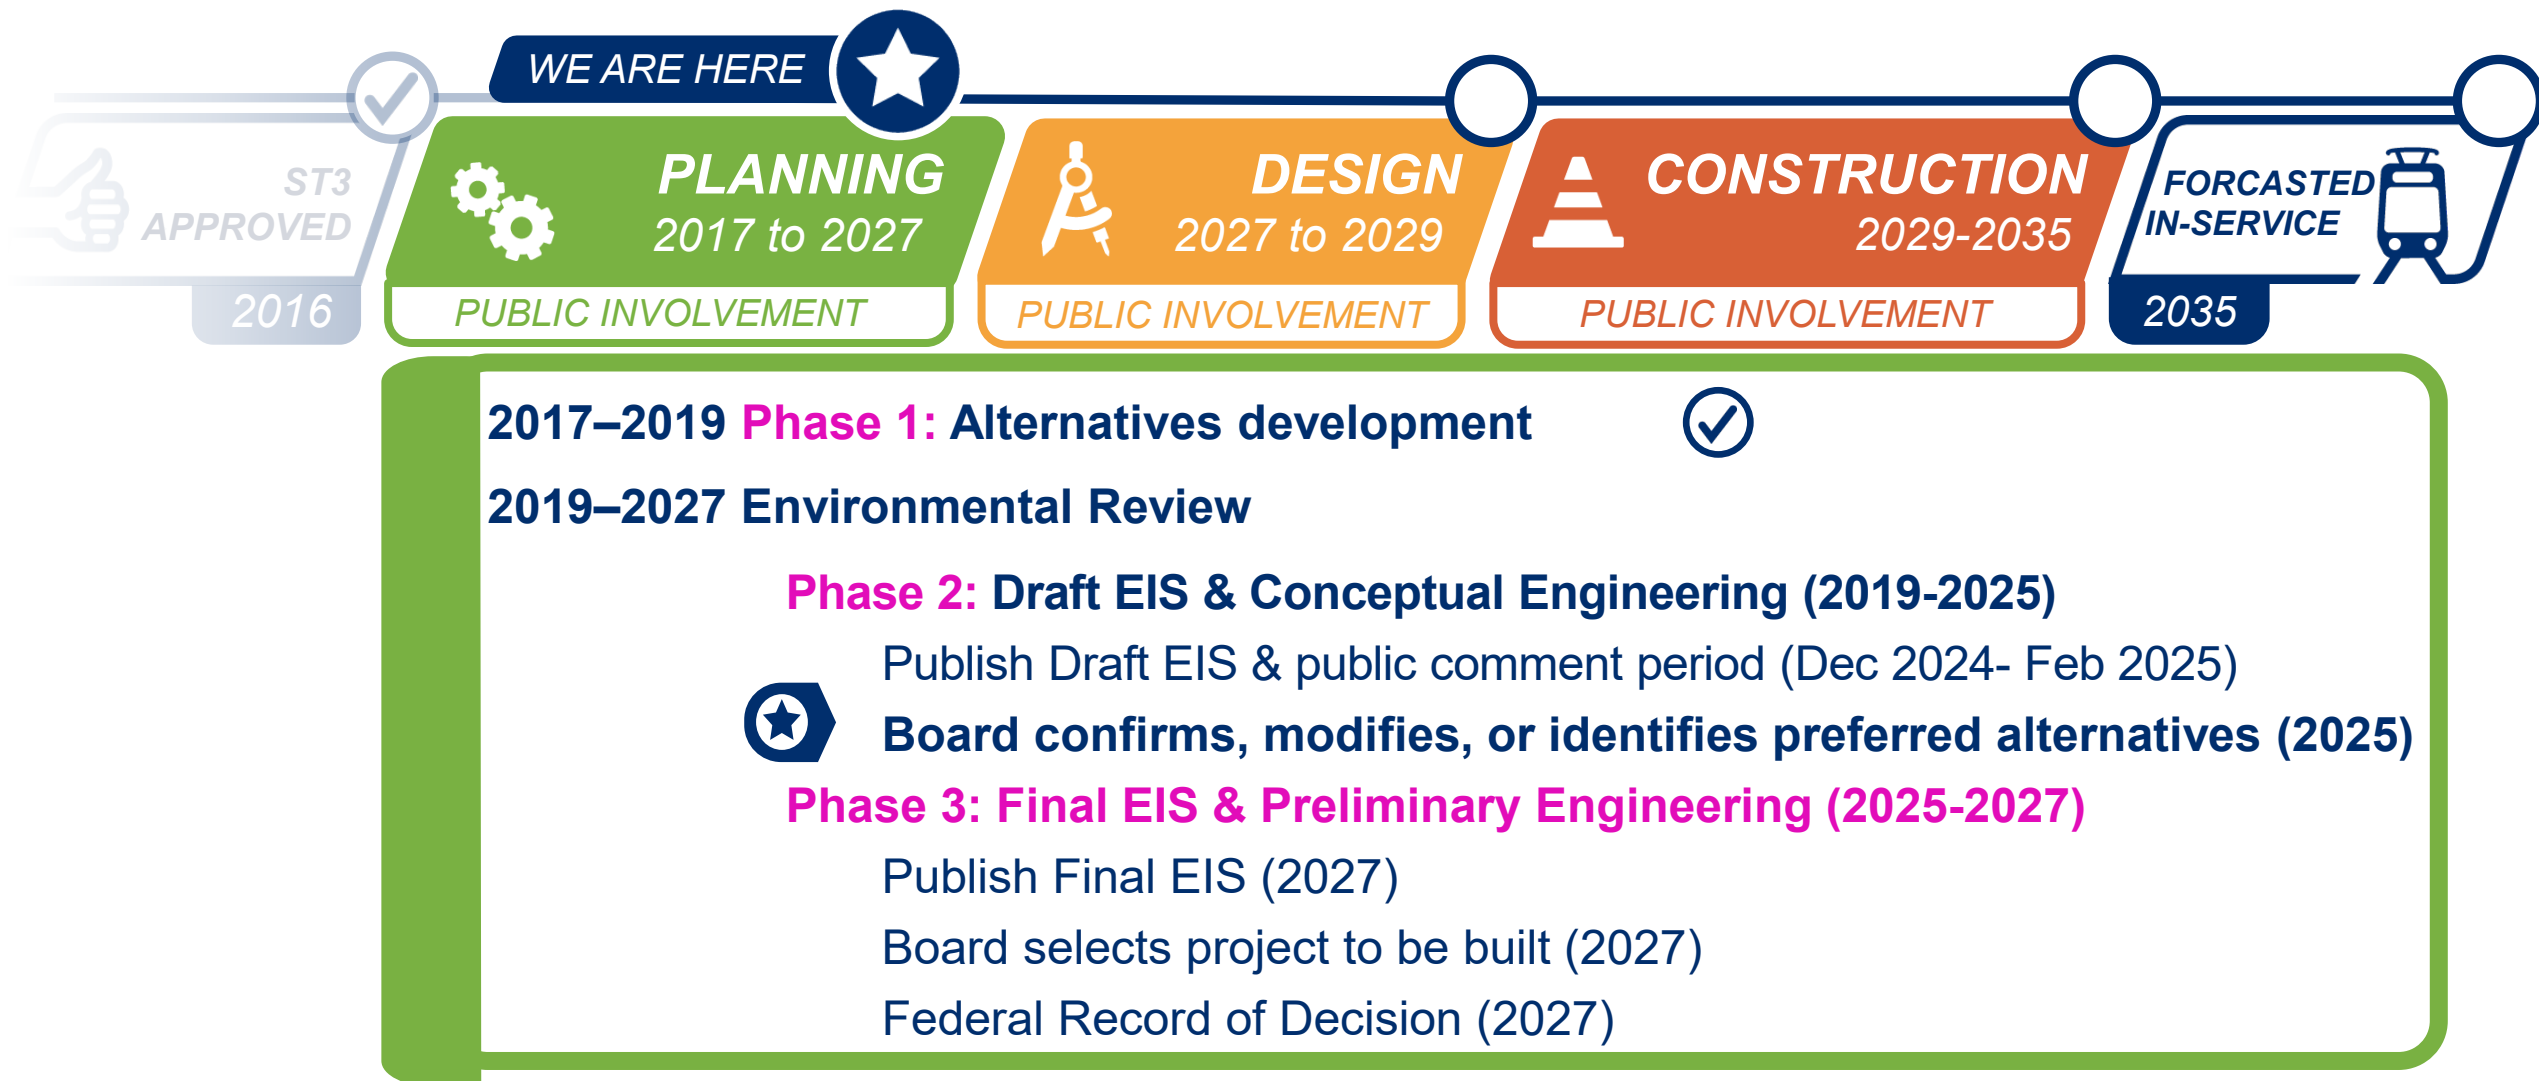 WE ARE HERE
ST3
APPROVED
2016
PLANNING
2017 to 2027
PUBLIC INVOLVEMENT
DESIGN
2027 to 2029
PUBLIC INVOLVEMENT
CONSTRUCTION
2029-2035
PUBLIC INVOLVEMENT
FORCASTED
IN-SERVICE
2035
2017–2019 Phase 1: Alternatives development
2019–2027 Environmental Review
Phase 2: Draft EIS & Conceptual Engineering (2019-2025)
Publish Draft EIS & public comment period (Dec 2024- Feb 2025)
Board confirms, modifies, or identifies preferred alternatives (2025)
Phase 3: Final EIS & Preliminary Engineering (2025-2027)
Publish Final EIS (2027)
Board selects project to be built (2027)
Federal Record of Decision (2027)